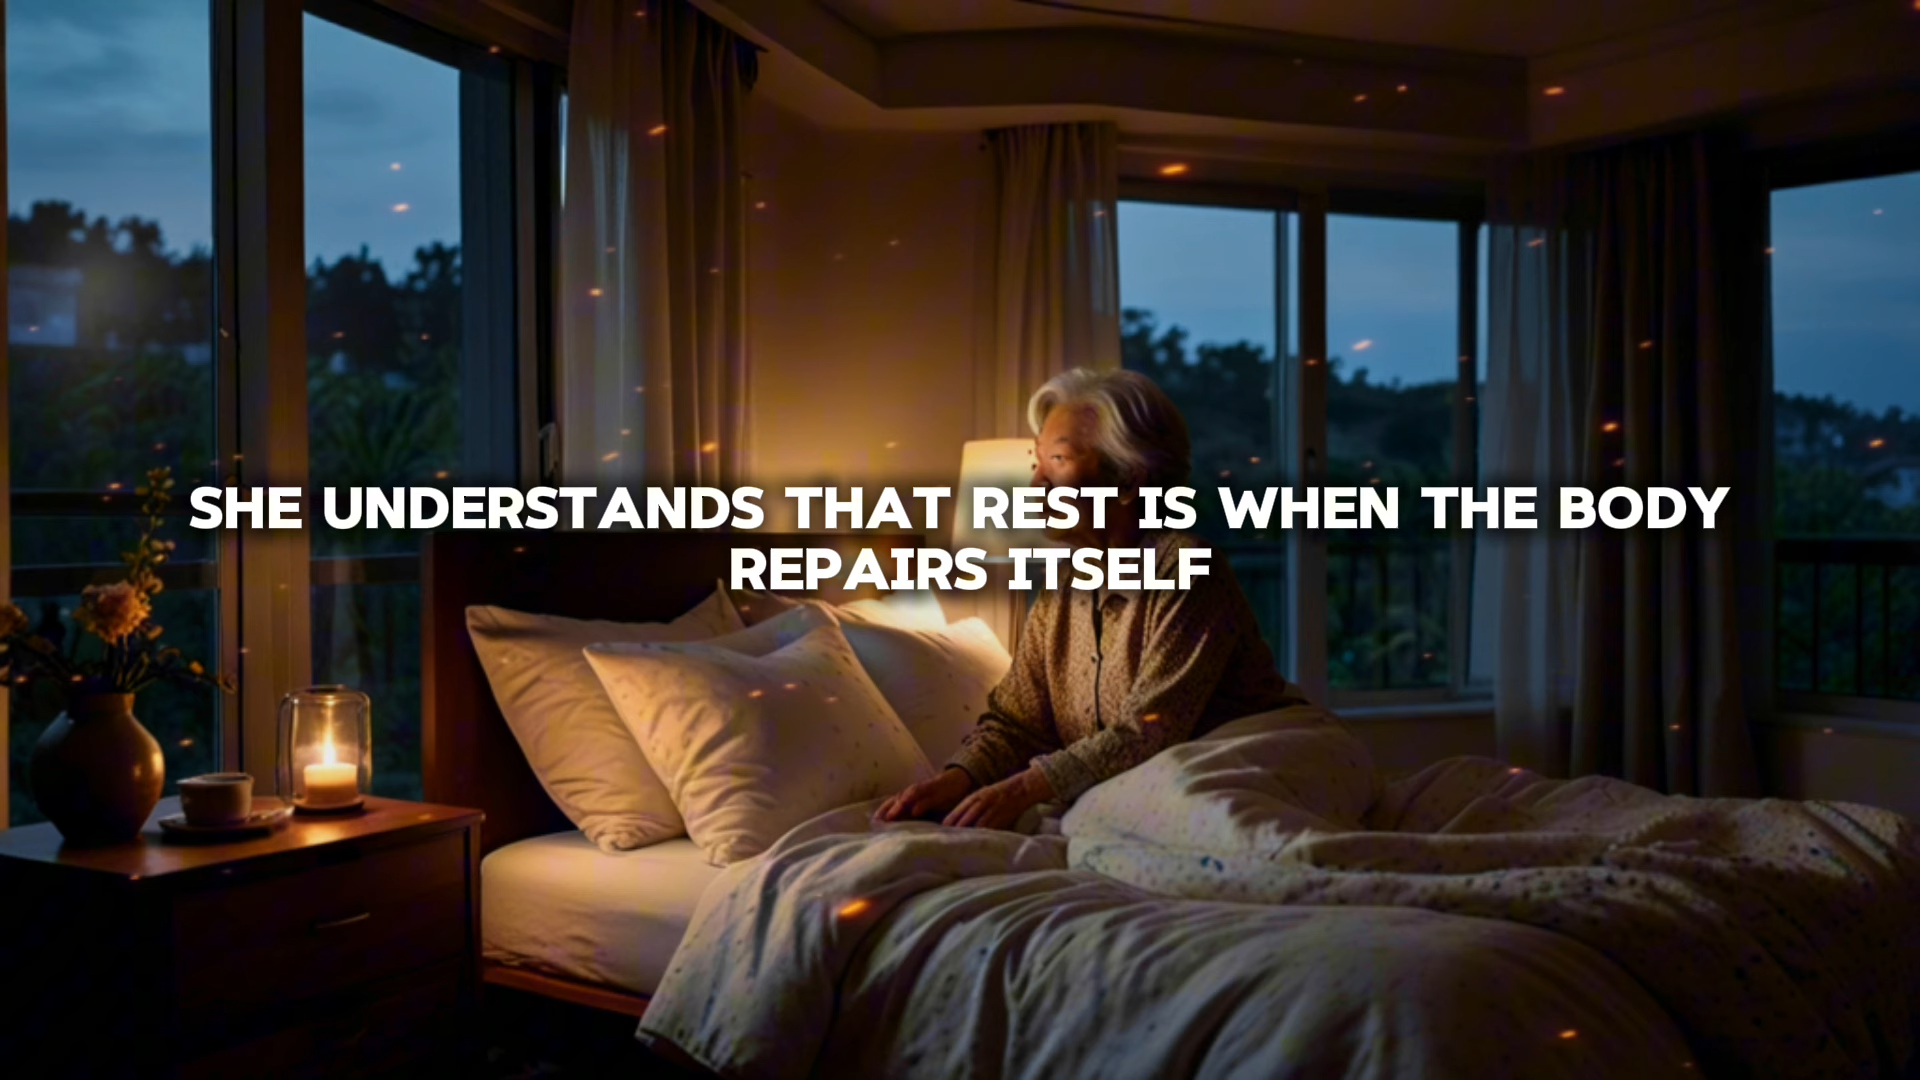 SHE UNDERSTANDS THAT REST IS WHEN THE BODY
REPAIRS ITSELF